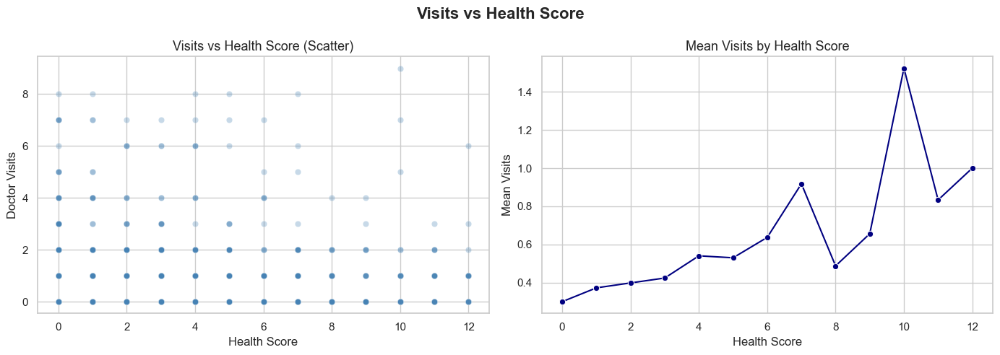 Visits vs Health Score
Visits vs Health Score (Scatter)
Doctor Visits
8
6
4
2
0
0 2 4 6 8 10 12
Health Score
Mean Visits by Health Score
Mean Visits
1.4
1.2
1.0
0.8
0.6
0.4
0 2 4 6 8 10 12
Health Score